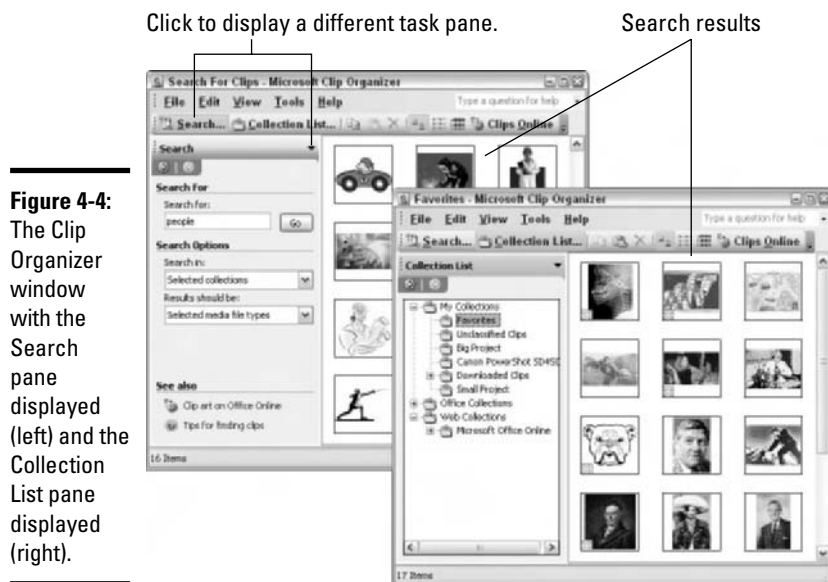 Click to display a different task pane.
Search results
Figure 4-4:
The Clip
Organizer
window
with the
Search
pane
displayed
(left) and the
Collection
List pane
displayed
(right).
Search For Clips - Microsoft Clip Organizer
File Edit View Tools Help
Type a question for help
Search... Collection List... Clips Online
Search
Search For
Search for:
people
Go
Search Options
Search in:
Selected collections
Results should be:
Selected media file types
See also
Clip art on Office Online
Tips for finding clips
16 Items
Favorites - Microsoft Clip Organizer
File Edit View Tools Help
Type a question for help
Search... Collection List... Clips Online
Collection List
My Collections
Favorites
Unclassified Clips
Big Project
Canon PowerShot SD450
Downloaded Clips
Small Project
Office Collections
Web Collections
Microsoft Office Online
17 Items